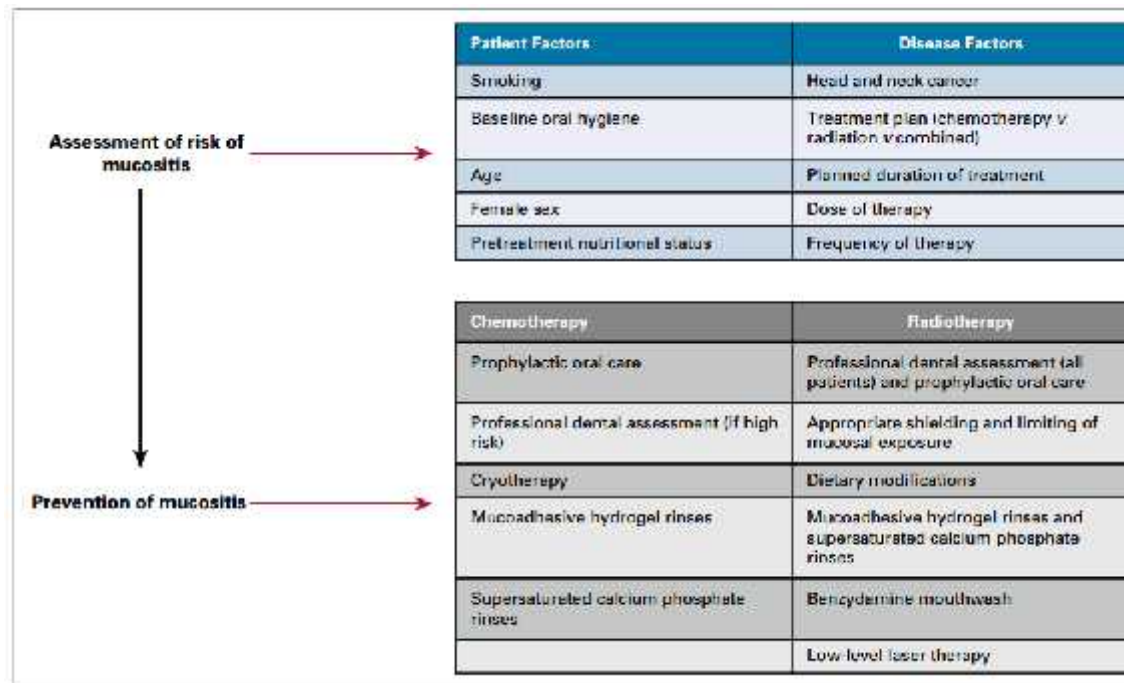 Patient Factors Disease Factors
Smoking Head and neck cancer
Baseline oral hygiene Treatment plan (chemotherapy v
radiation v combined)
Assessment of risk of
mucositis
Age Planned duration of treatment
Female sex Dose of therapy
Pretreatment nutritional status Frequency of therapy
Chemotherapy Radiotherapy
Prophylactic oral care Professional dental assessment (all
patients) and prophylactic oral care
Professional dental assessment (if high
risk)
Appropriate shielding and limiting of
mucosal exposure
Prevention of mucositis
Cryotherapy Dietary modifications
Mucoadhesive hydrogel rinses Mucoadhesive hydrogel rinses and
supersaturated calcium phosphate
rinses
Supersaturated calcium phosphate
rinses
Benzydamine mouthwash
Low-level laser therapy